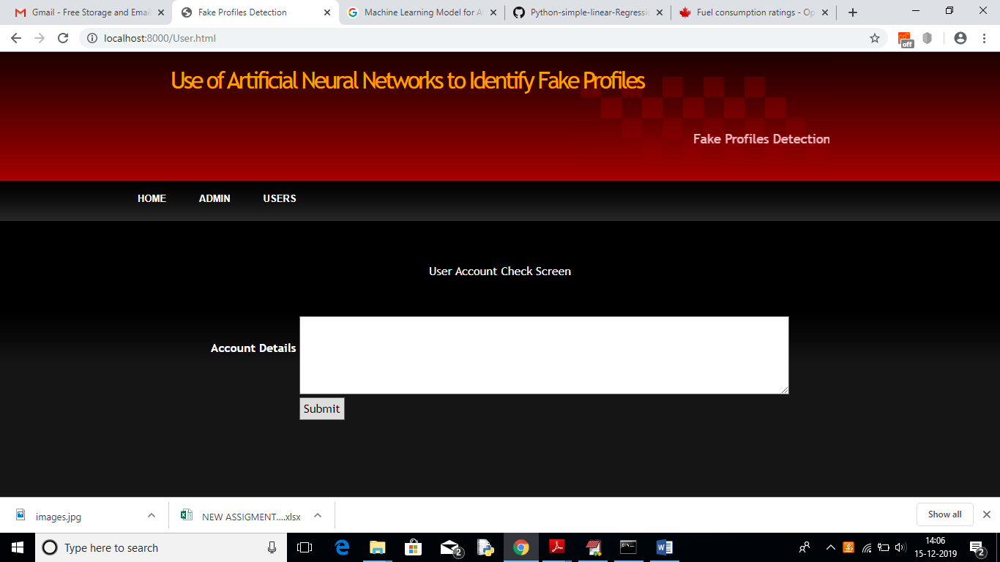 Gmail - Free Storage and Email
Fake Profiles Detection
Machine Learning Model for A
Python-simple-linear-Regressi
Fuel consumption ratings - Op
localhost:8000/User.html
off
Use of Artificial Neural Networks to Identify Fake Profiles
Fake Profiles Detection
HOME ADMIN USERS
User Account Check Screen
Account Details
Submit
images.jpg
NEW ASSIGMENT....xlsx
Show all
Type here to search
2
14:06
15-12-2019
2